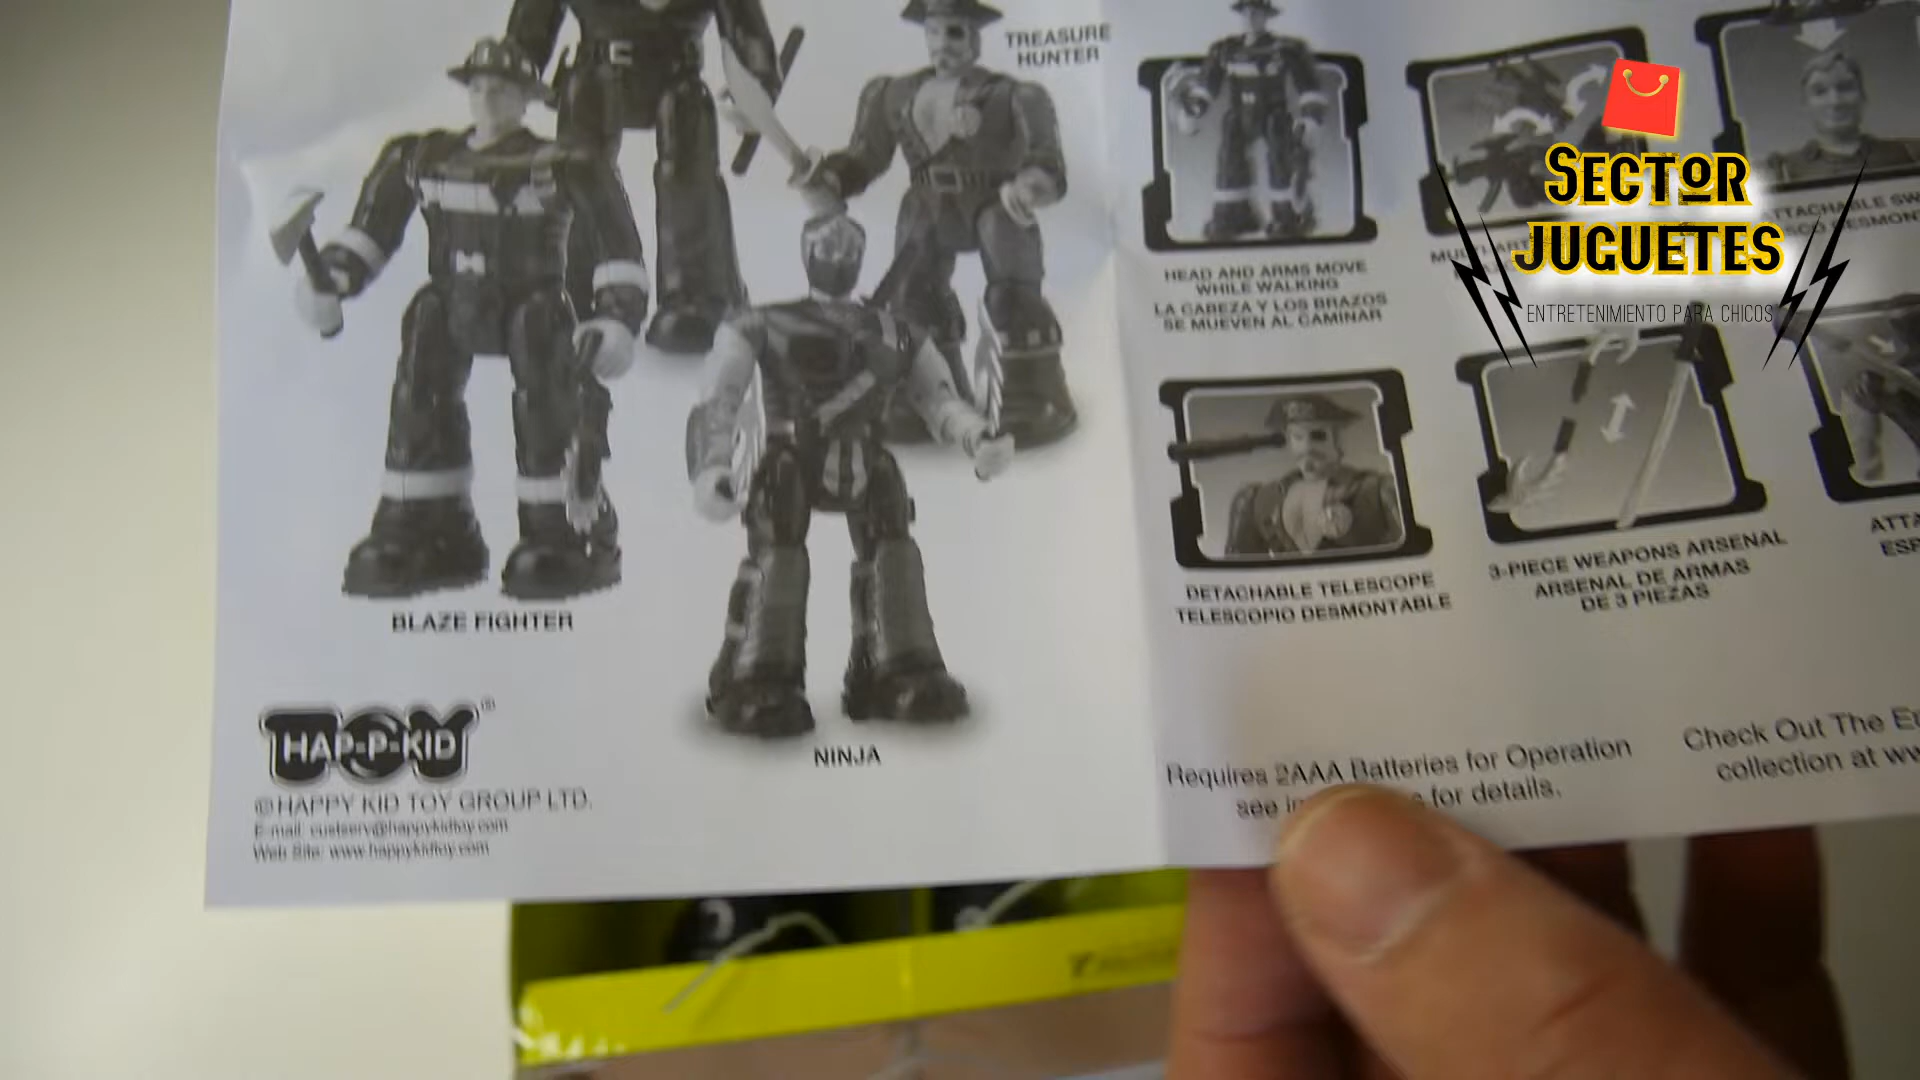 TREASURE
HUNTER
BLAZE FIGHTER
NINJA
TOY
HAP-P-KID
®
©HAPPY KID TOY GROUP LTD.
E-mail: custserv@happykidtoy.com
Web Site: www.happykidtoy.com
HEAD AND ARMS MOVE
WHILE WALKING
LA CABEZA Y LOS BRAZOS
SE MUEVEN AL CAMINAR
DETACHABLE TELESCOPE
TELESCOPIO DESMONTABLE
3-PIECE WEAPONS ARSENAL
ARSENAL DE ARMAS
DE 3 PIEZAS
Requires 2AAA Batteries for Operation
see for details.
Check Out The
collection at
SECTOR
JUGUETES
ENTRETENIMIENTO PARA CHICOS